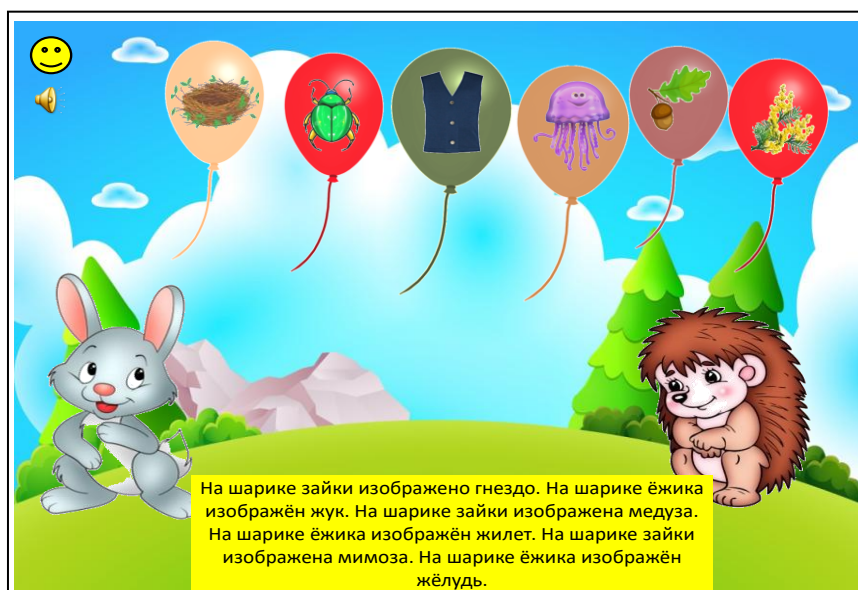 На шарике зайки изображено гнездо. На шарике ёжика
изображён жук. На шарике зайки изображена медуза.
На шарике ёжика изображён жилет. На шарике зайки
изображена мимоза. На шарике ёжика изображён
жёлудь.